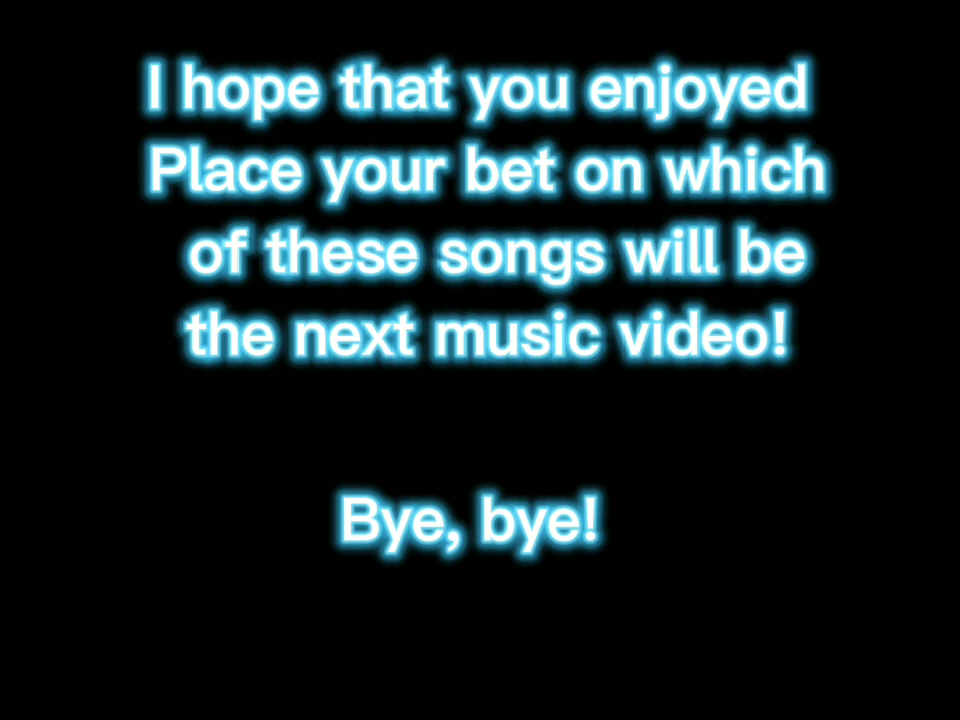 I hope that you enjoyed
Place your bet on which
of these songs will be
the next music video!
Bye, bye!